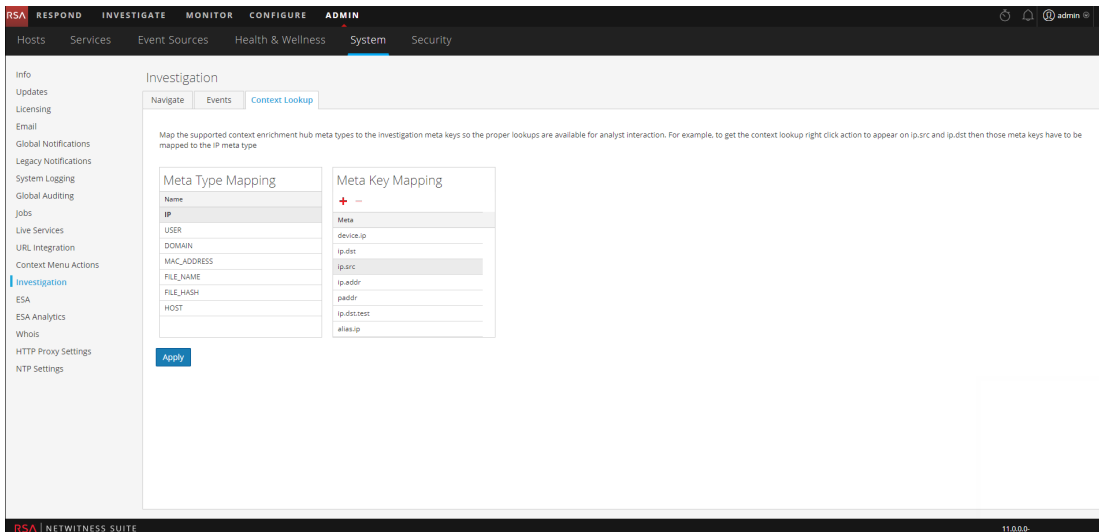 RSA RESPOND INVESTIGATE MONITOR CONFIGURE ADMIN admin
Hosts Services Event Sources Health & Wellness System Security
Info
Updates
Licensing
Email
Global Notifications
Legacy Notifications
System Logging
Global Auditing
Jobs
Live Services
URL Integration
Context Menu Actions
Investigation
ESA
ESA Analytics
Whois
HTTP Proxy Settings
NTP Settings
Investigation
Navigate Events Context Lookup
Map the supported context enrichment hub meta types to the investigation meta keys so the proper lookups are available for analyst interaction. For example, to get the context lookup right click action to appear on ip.src and ip.dst then those meta keys have to be
mapped to the IP meta type
Meta Type Mapping
Name
IP
USER
DOMAIN
MAC_ADDRESS
FILE_NAME
FILE_HASH
HOST
Meta Key Mapping
+ −
Meta
device.ip
ip.dst
ip.src
ip.addr
paddr
ip.dst.test
alias.ip
Apply
RSA | NETWITNESS SUITE 11.0.0.0-